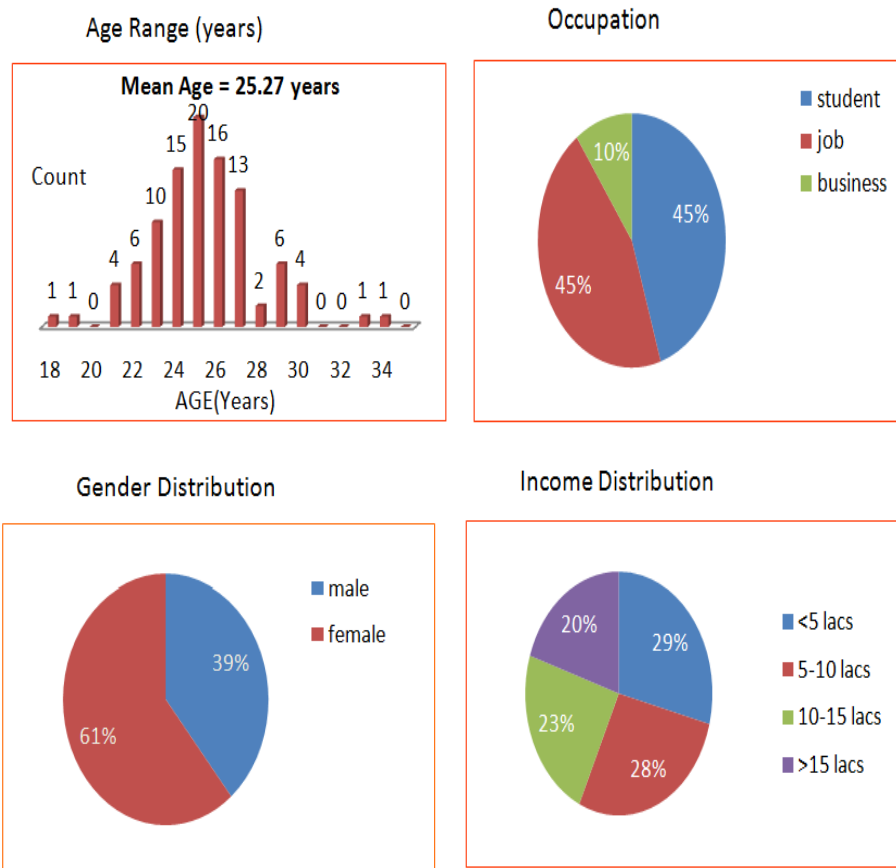 Age Range (years)
Mean Age = 25.27 years
Count
1 1 0 4 6 10 15 20 16 13 2 6 4 0 0 1 1 0
18 20 22 24 26 28 30 32 34
AGE(Years)
Occupation
student
job
business
10%
45%
45%
Gender Distribution
male
female
39%
61%
Income Distribution
<5 lacs
5-10 lacs
10-15 lacs
>15 lacs
20%
29%
23%
28%